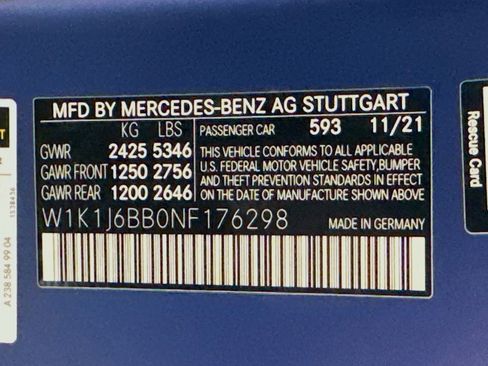 MFD BY MERCEDES-BENZ AG STUTTGART
KG LBS
PASSENGER CAR 593 11/21
GVWR 2425 5346
GAWR FRONT 1250 2756
GAWR REAR 1200 2646
THIS VEHICLE CONFORMS TO ALL APPLICABLE
U.S. FEDERAL MOTOR VEHICLE SAFETY, BUMPER
AND THEFT PREVENTION STANDARDS IN EFFECT
ON THE DATE OF MANUFACTURE SHOWN ABOVE.
W1K1J6BB0NF176298
MADE IN GERMANY
Rescue Card
A 238 584 99 04